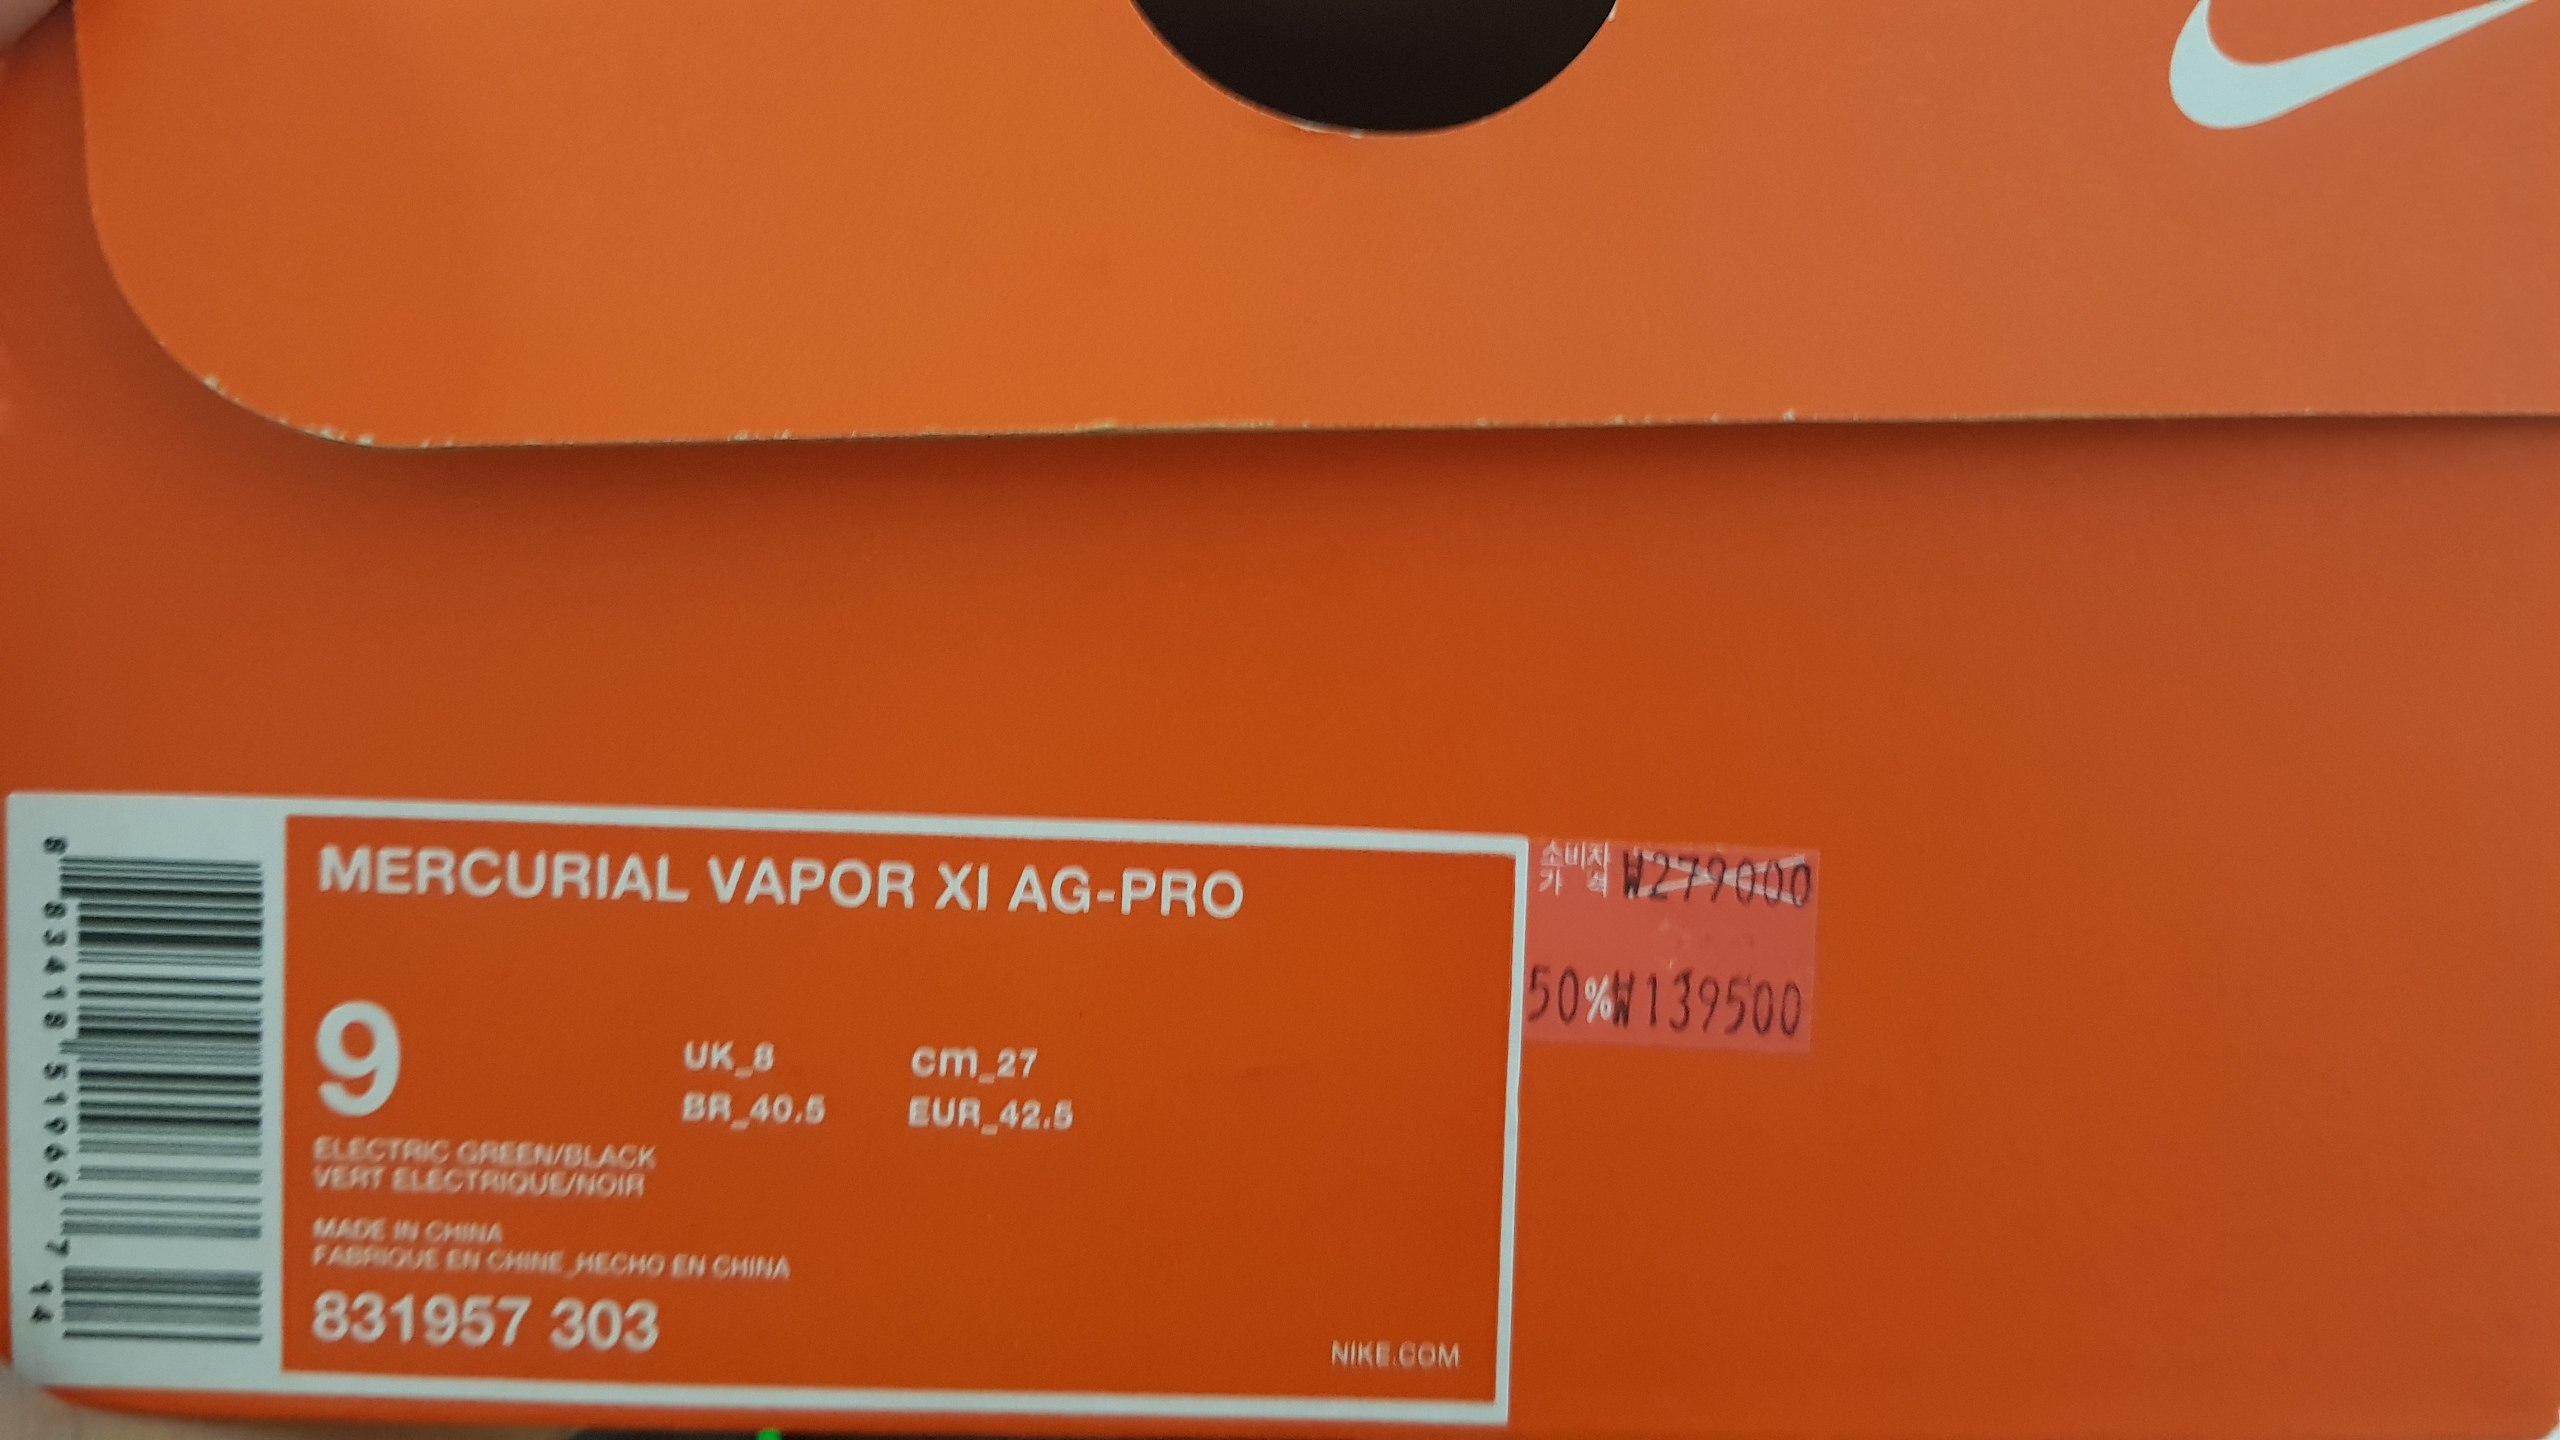 MERCURIAL VAPOR XI AG-PRO
9
UK_8 cm_27
BR_40.5 EUR_42.5
ELECTRIC GREEN/BLACK
VERT ELECTRIQUE/NOIR
MADE IN CHINA
FABRIQUE EN CHINE_HECHO EN CHINA
831957 303
NIKE.COM
8 83418 51966 7 14
소비자
가 격
₩279000
50%₩139500